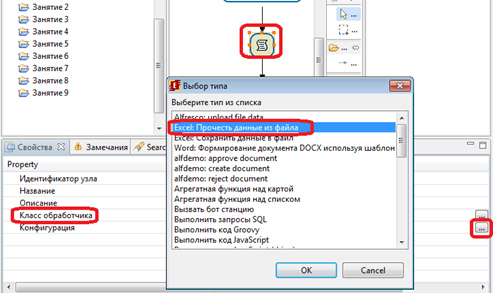 Занятие 2
Занятие 3
Занятие 4
Занятие 5
Занятие 6
Занятие 7
Занятие 8
Занятие 9
Выбор типа
Выберите тип из списка
Alfresco: upload file data
Excel: Прочесть данные из файла
Excel: Сохранить данные в файл
Word: Формирование документа DOCX используя шаблон
alfdemo: approve document
alfdemo: create document
alfdemo: reject document
Агрегатная функция над картой
Агрегатная функция над списком
Вызвать бот станцию
Выполнить запросы SQL
Выполнить код Groovy
Выполнить код JavaScript
OK
Cancel
Свойства
Замечания
Searc
Property
Идентификатор узла
Название
Описание
Класс обработчика
...
Конфигурация
...